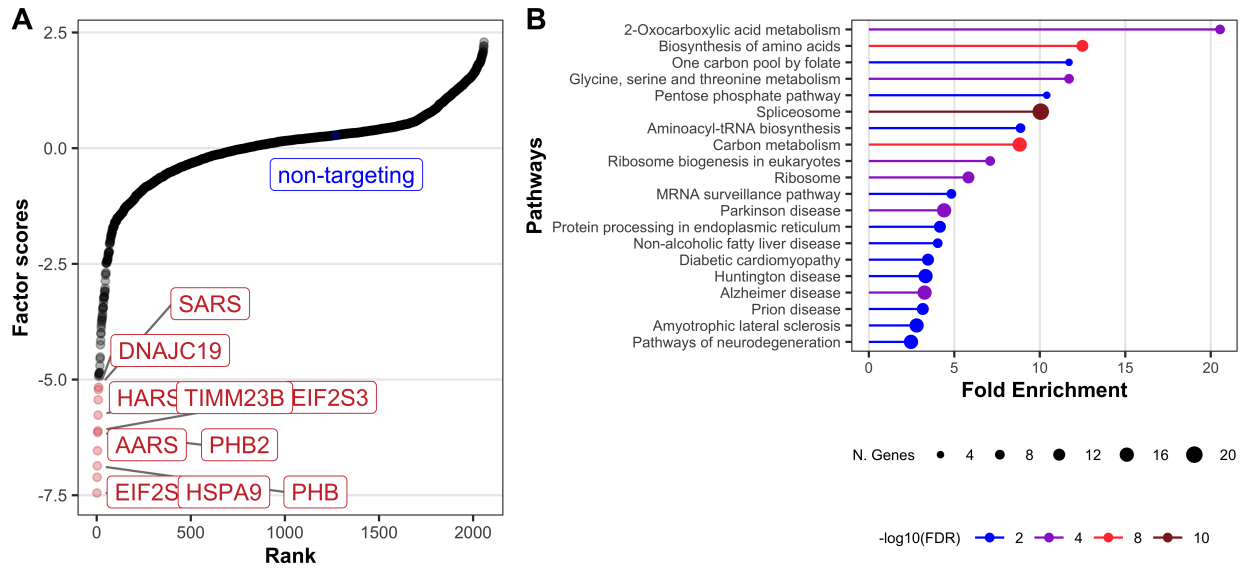 A
Factor scores
2.5
0.0
-2.5
-5.0
-7.5
non-targeting
SARS
DNAJC19
HARS TIMM23B EIF2S3
AARS PHB2
EIF2S HSPA9 PHB
0 500 1000 1500 2000
Rank
B
Pathways
2-Oxocarboxylic acid metabolism
Biosynthesis of amino acids
One carbon pool by folate
Glycine, serine and threonine metabolism
Pentose phosphate pathway
Spliceosome
Aminoacyl-tRNA biosynthesis
Carbon metabolism
Ribosome biogenesis in eukaryotes
Ribosome
MRNA surveillance pathway
Parkinson disease
Protein processing in endoplasmic reticulum
Non-alcoholic fatty liver disease
Diabetic cardiomyopathy
Huntington disease
Alzheimer disease
Prion disease
Amyotrophic lateral sclerosis
Pathways of neurodegeneration
0 5 10 15 20
Fold Enrichment
N. Genes 4 8 12 16 20
-log10(FDR) 2 4 8 10